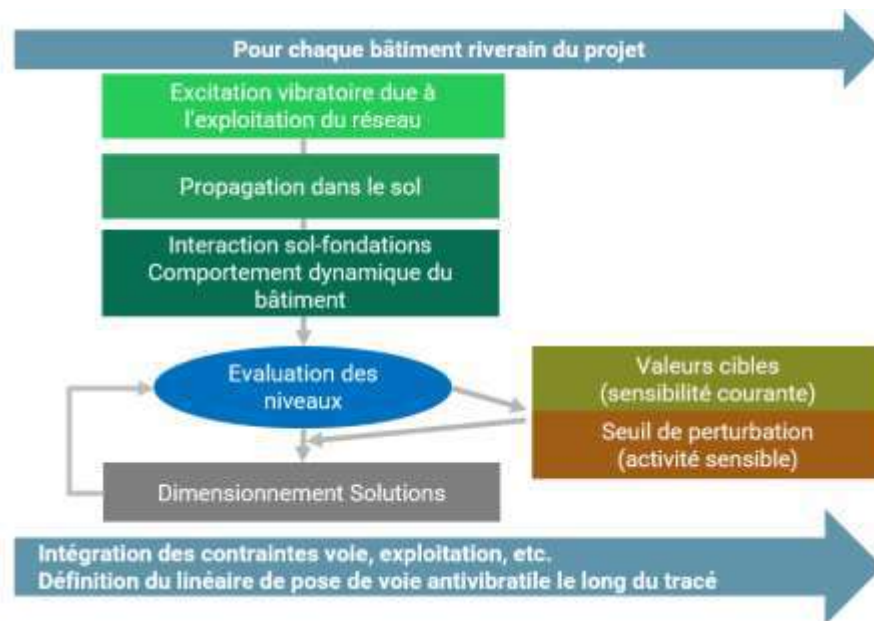 Pour chaque bâtiment riverain du projet
Excitation vibratoire due à
l'exploitation du réseau
Propagation dans le sol
Interaction sol-fondations
Comportement dynamique du
bâtiment
Evaluation des
niveaux
Valeurs cibles
(sensibilité courante)
Seuil de perturbation
(activité sensible)
Dimensionnement Solutions
Intégration des contraintes voie, exploitation, etc.
Définition du linéaire de pose de voie antivibratile le long du tracé